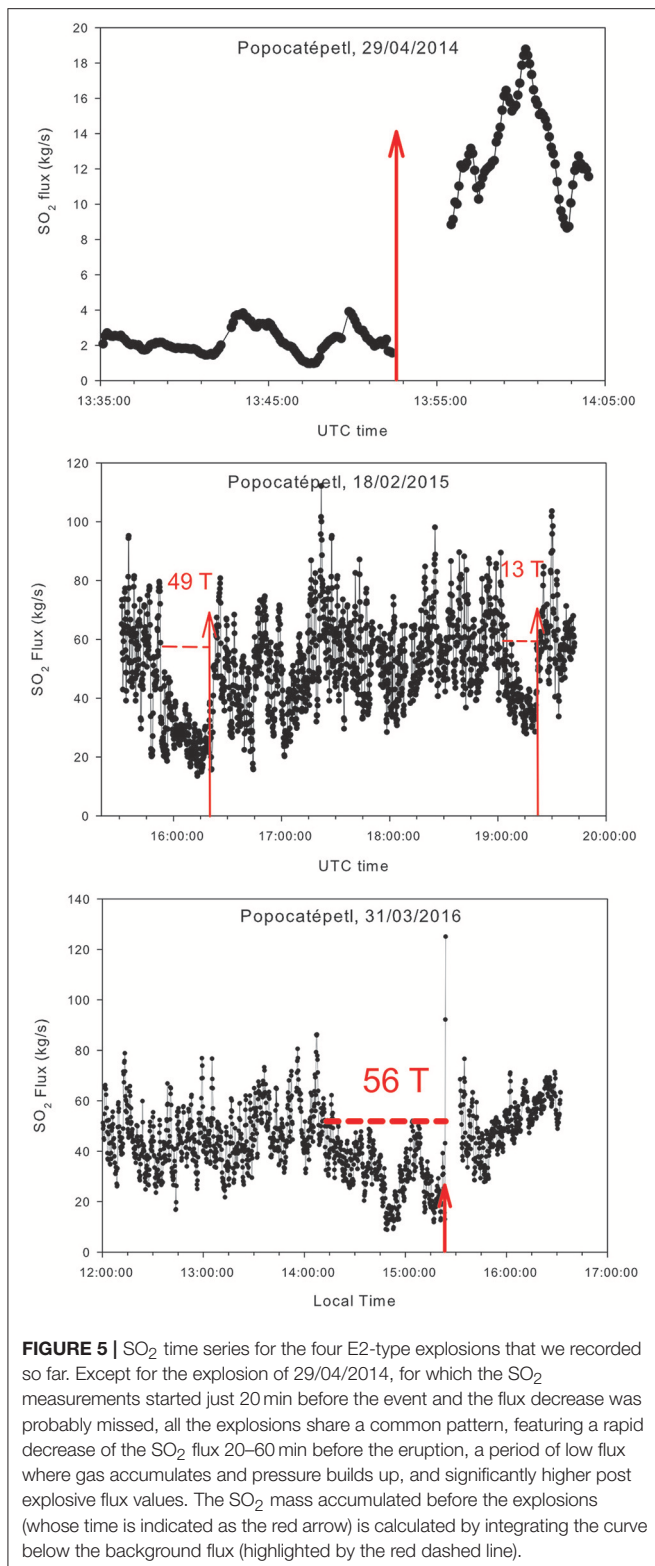 Popocatépetl, 29/04/2014
20
18
16
14
12
10
8
6
4
2
0
SO2 flux (kg/s)
13:35:00 13:45:00 13:55:00 14:05:00
UTC time
Popocatépetl, 18/02/2015
120
100
80
60
40
20
0
SO2 Flux (kg/s)
49 T
13 T
16:00:00 17:00:00 18:00:00 19:00:00 20:00:00
UTC time
Popocatépetl, 31/03/2016
140
120
100
80
60
40
20
0
SO2 Flux (kg/s)
56 T
12:00:00 13:00:00 14:00:00 15:00:00 16:00:00 17:00:00
Local Time
FIGURE 5 | SO2 time series for the four E2-type explosions that we recorded
so far. Except for the explosion of 29/04/2014, for which the SO2
measurements started just 20 min before the event and the flux decrease was
probably missed, all the explosions share a common pattern, featuring a rapid
decrease of the SO2 flux 20–60 min before the eruption, a period of low flux
where gas accumulates and pressure builds up, and significantly higher post
explosive flux values. The SO2 mass accumulated before the explosions
(whose time is indicated as the red arrow) is calculated by integrating the curve
below the background flux (highlighted by the red dashed line).